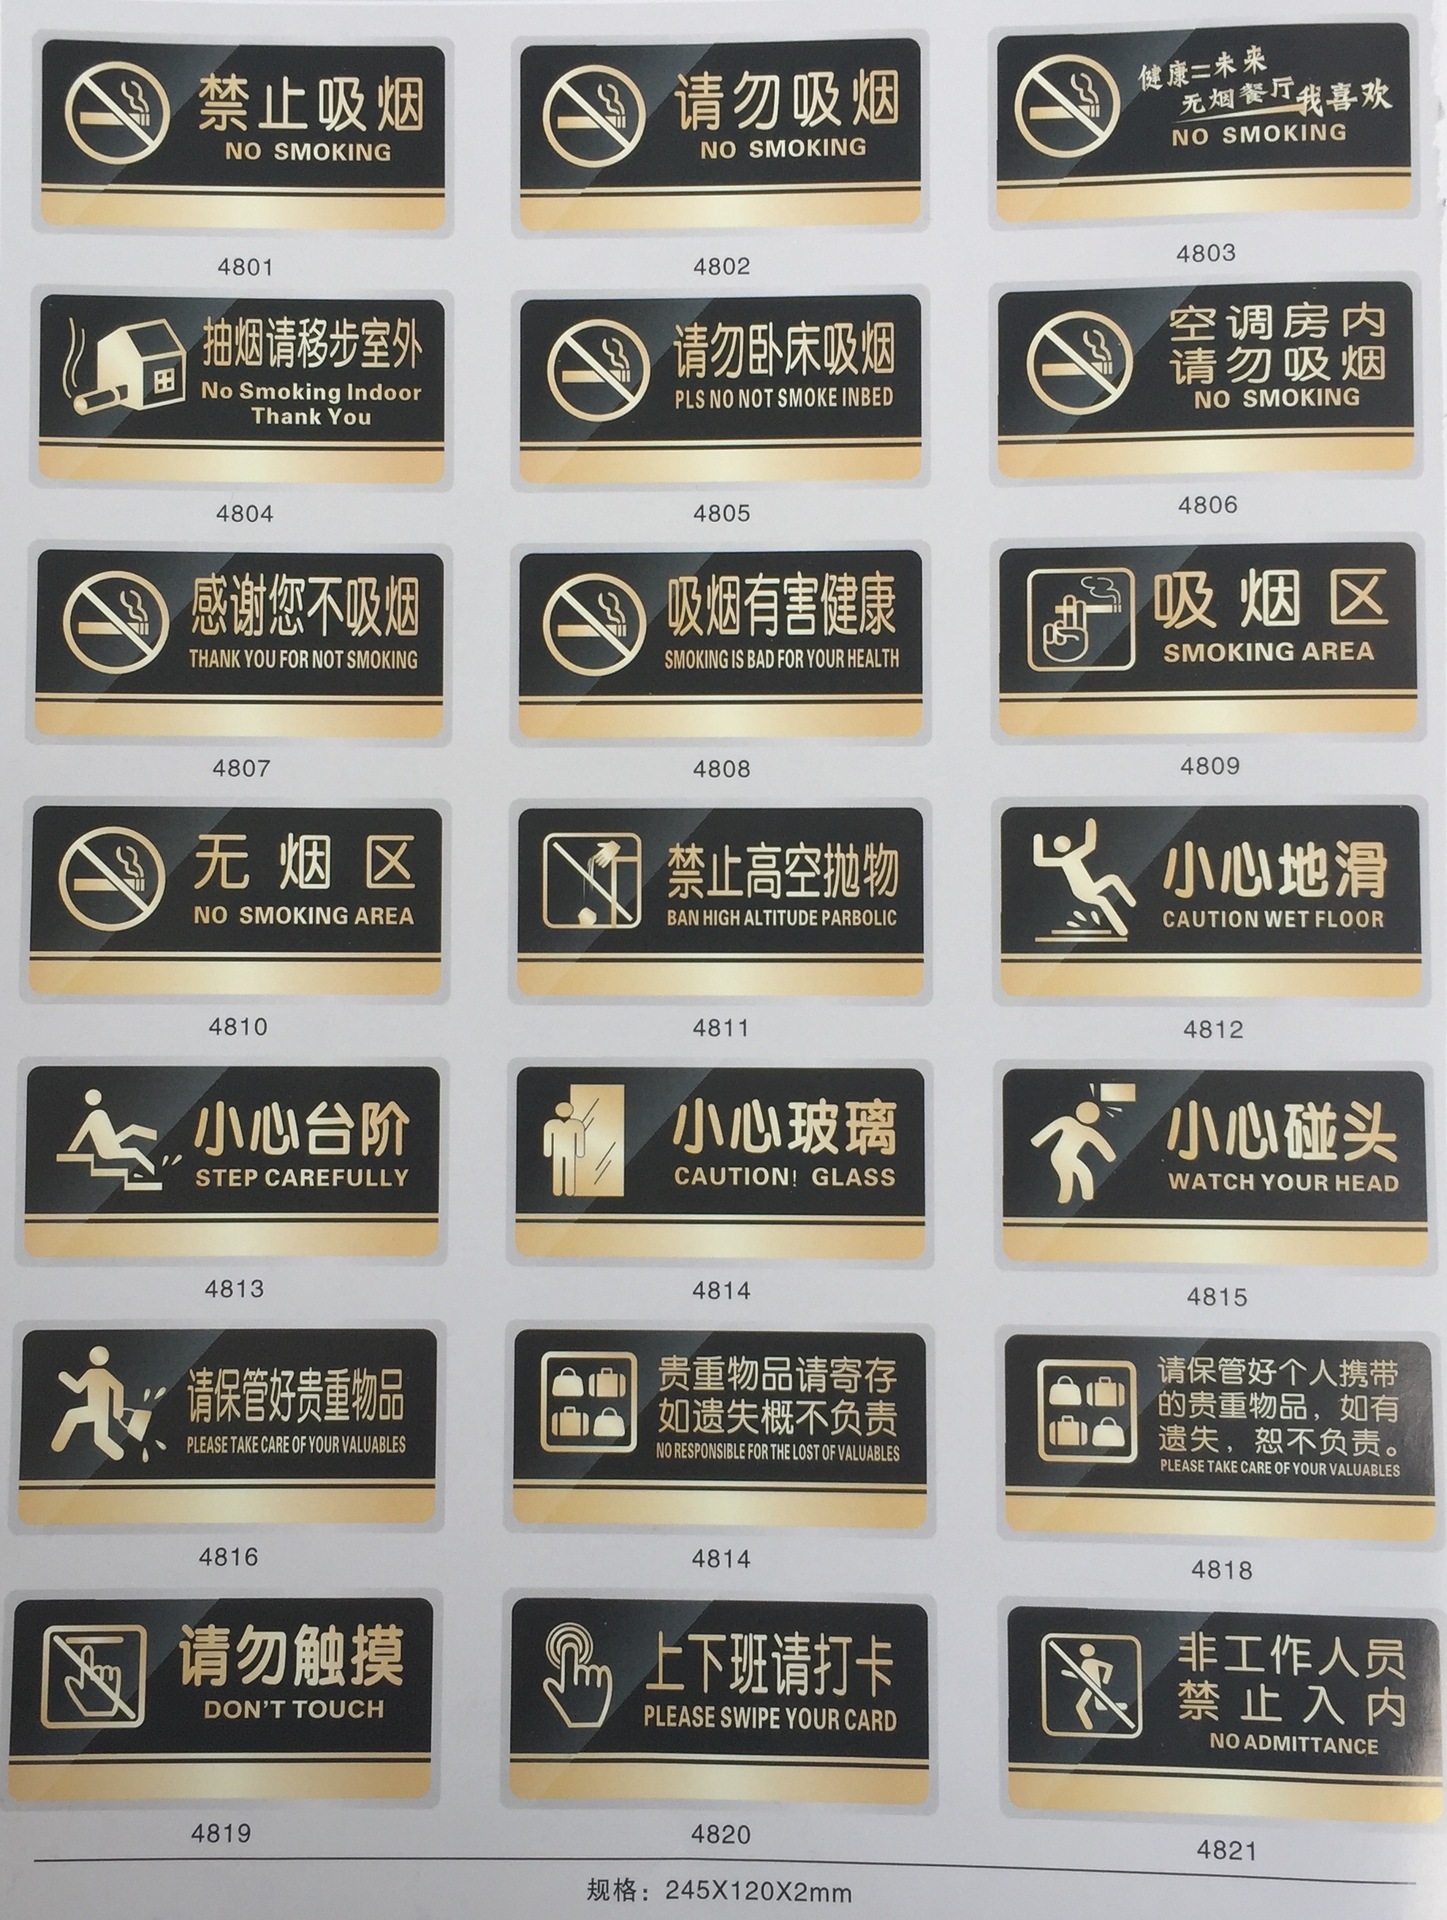 禁止吸烟
NO SMOKING
4801
请勿吸烟
NO SMOKING
4802
健康=未来
无烟餐厅我喜欢
NO SMOKING
4803
抽烟请移步室外
No Smoking Indoor
Thank You
4804
请勿卧床吸烟
PLS NO NOT SMOKE INBED
4805
空调房内
请勿吸烟
NO SMOKING
4806
感谢您不吸烟
THANK YOU FOR NOT SMOKING
4807
吸烟有害健康
SMOKING IS BAD FOR YOUR HEALTH
4808
吸烟区
SMOKING AREA
4809
无烟区
NO SMOKING AREA
4810
禁止高空抛物
BAN HIGH ALTITUDE PARBOLIC
4811
小心地滑
CAUTION WET FLOOR
4812
小心台阶
STEP CAREFULLY
4813
小心玻璃
CAUTION! GLASS
4814
小心碰头
WATCH YOUR HEAD
4815
请保管好贵重物品
PLEASE TAKE CARE OF YOUR VALUABLES
4816
贵重物品请寄存
如遗失概不负责
NO RESPONSIBLE FOR THE LOST OF VALUABLES
4814
请保管好个人携带
的贵重物品，如有
遗失，恕不负责。
PLEASE TAKE CARE OF YOUR VALUABLES
4818
请勿触摸
DON'T TOUCH
4819
上下班请打卡
PLEASE SWIPE YOUR CARD
4820
非工作人员
禁止入内
NO ADMITTANCE
4821
规格：245X120X2mm